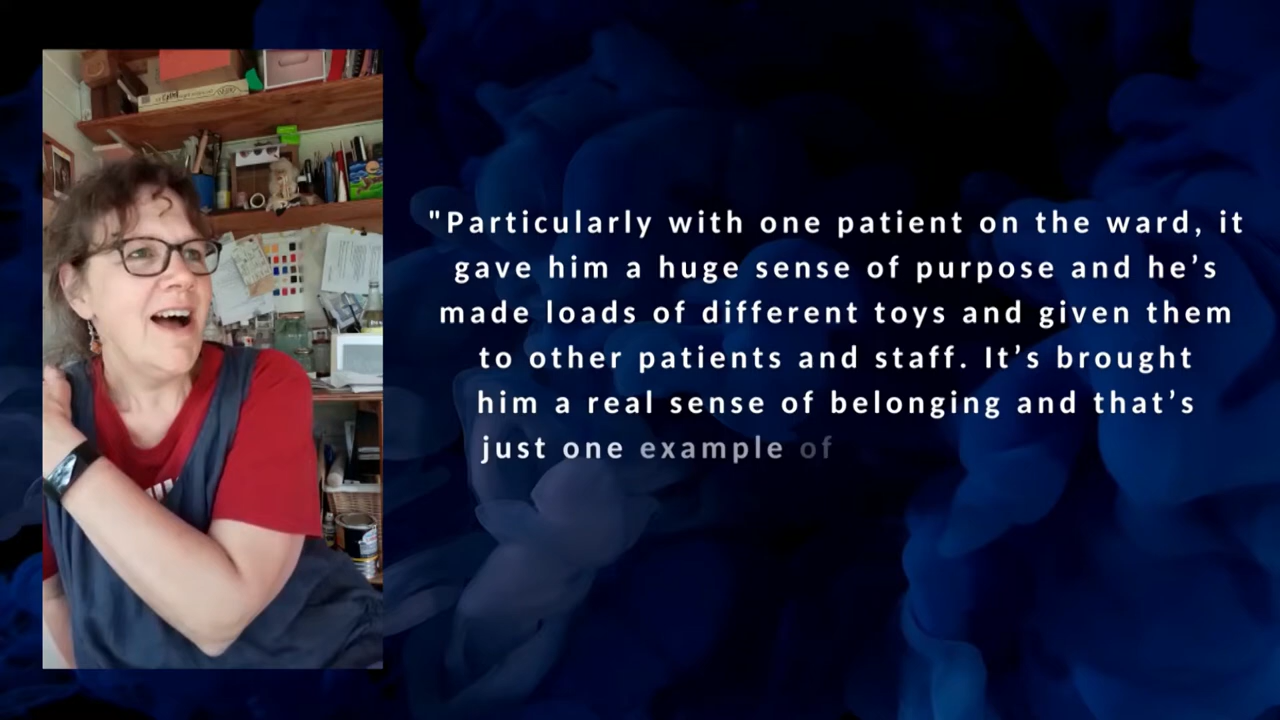 "Particularly with one patient on the ward, it
gave him a huge sense of purpose and he’s
made loads of different toys and given them
to other patients and staff. It’s brought
him a real sense of belonging and that’s
just one example of